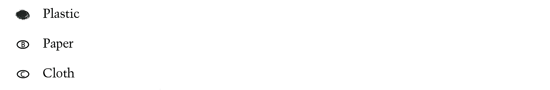 Plastic
Ⓑ Paper
Ⓒ Cloth